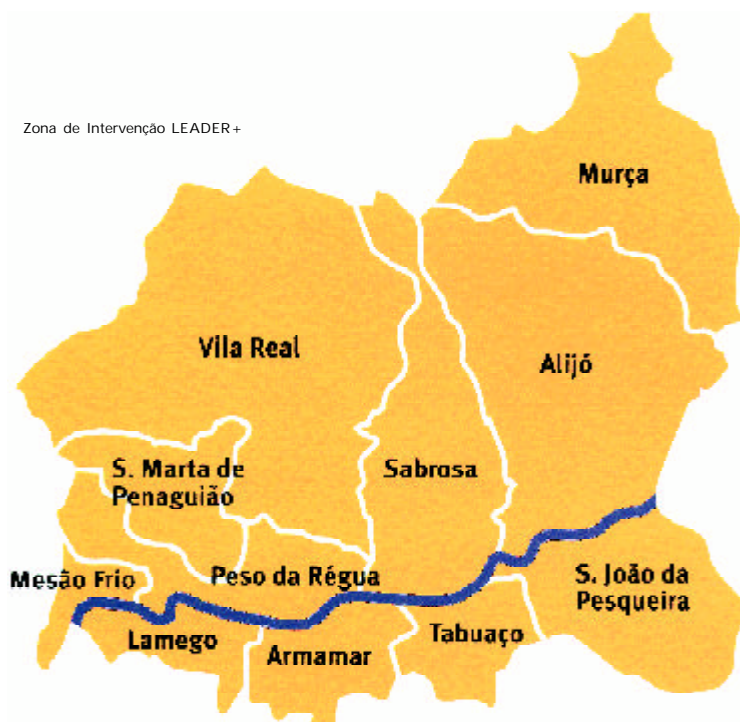 Zona de Intervenção LEADER+
Murça
Vila Real
Alijó
S. Marta de
Penaguião
Sabrosa
Mesão Frio
Peso da Régua
S. João da
Pesqueira
Lamego
Armamar
Tabuaço